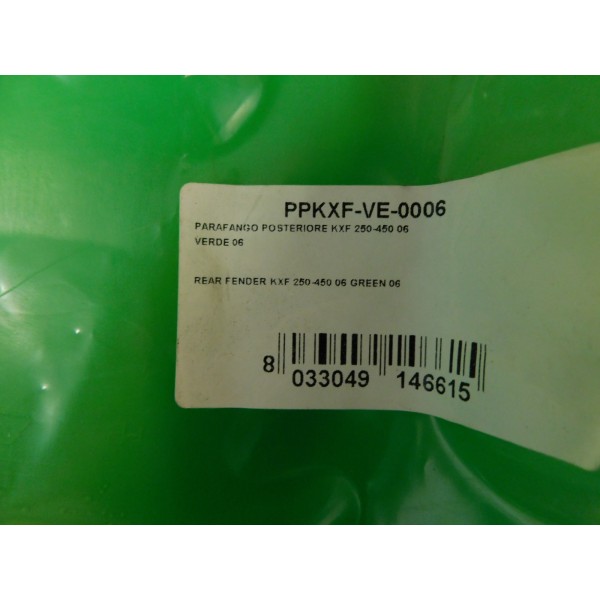 PPKXF-VE-0006
PARAFANGO POSTERIORE KXF 250-450 06
VERDE 06
REAR FENDER KXF 250-450 06 GREEN 06
8 033049 146615